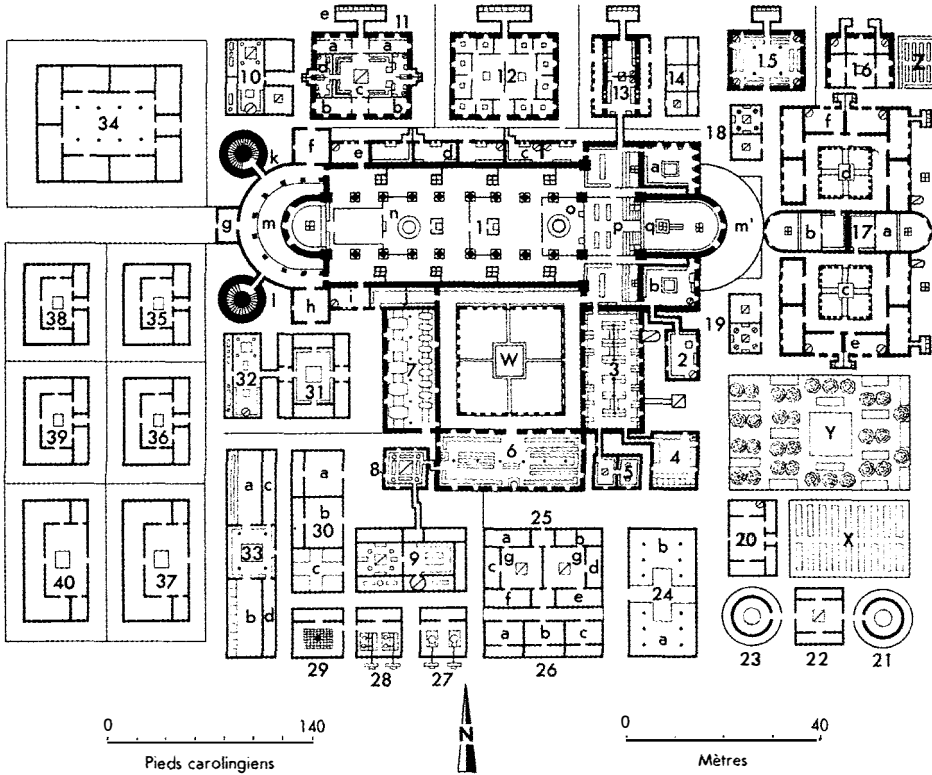 e 11
10 a a d c b b
12
13
14
15
16 Z
34
18
f
k f e d c a d
g m n 1 o p q m' b 17 a
l h b c
19 e
38 35
32 31 7 W 3 2
39 36
Y
8 6 5 4
a c a 25
33 30 b 9 a b b 20 X
c g g d 24
40 37 b d c f e
a b c a
23 22 21
29 28 27 26
0 140 N 0 40
Pieds carolingiens Mètres